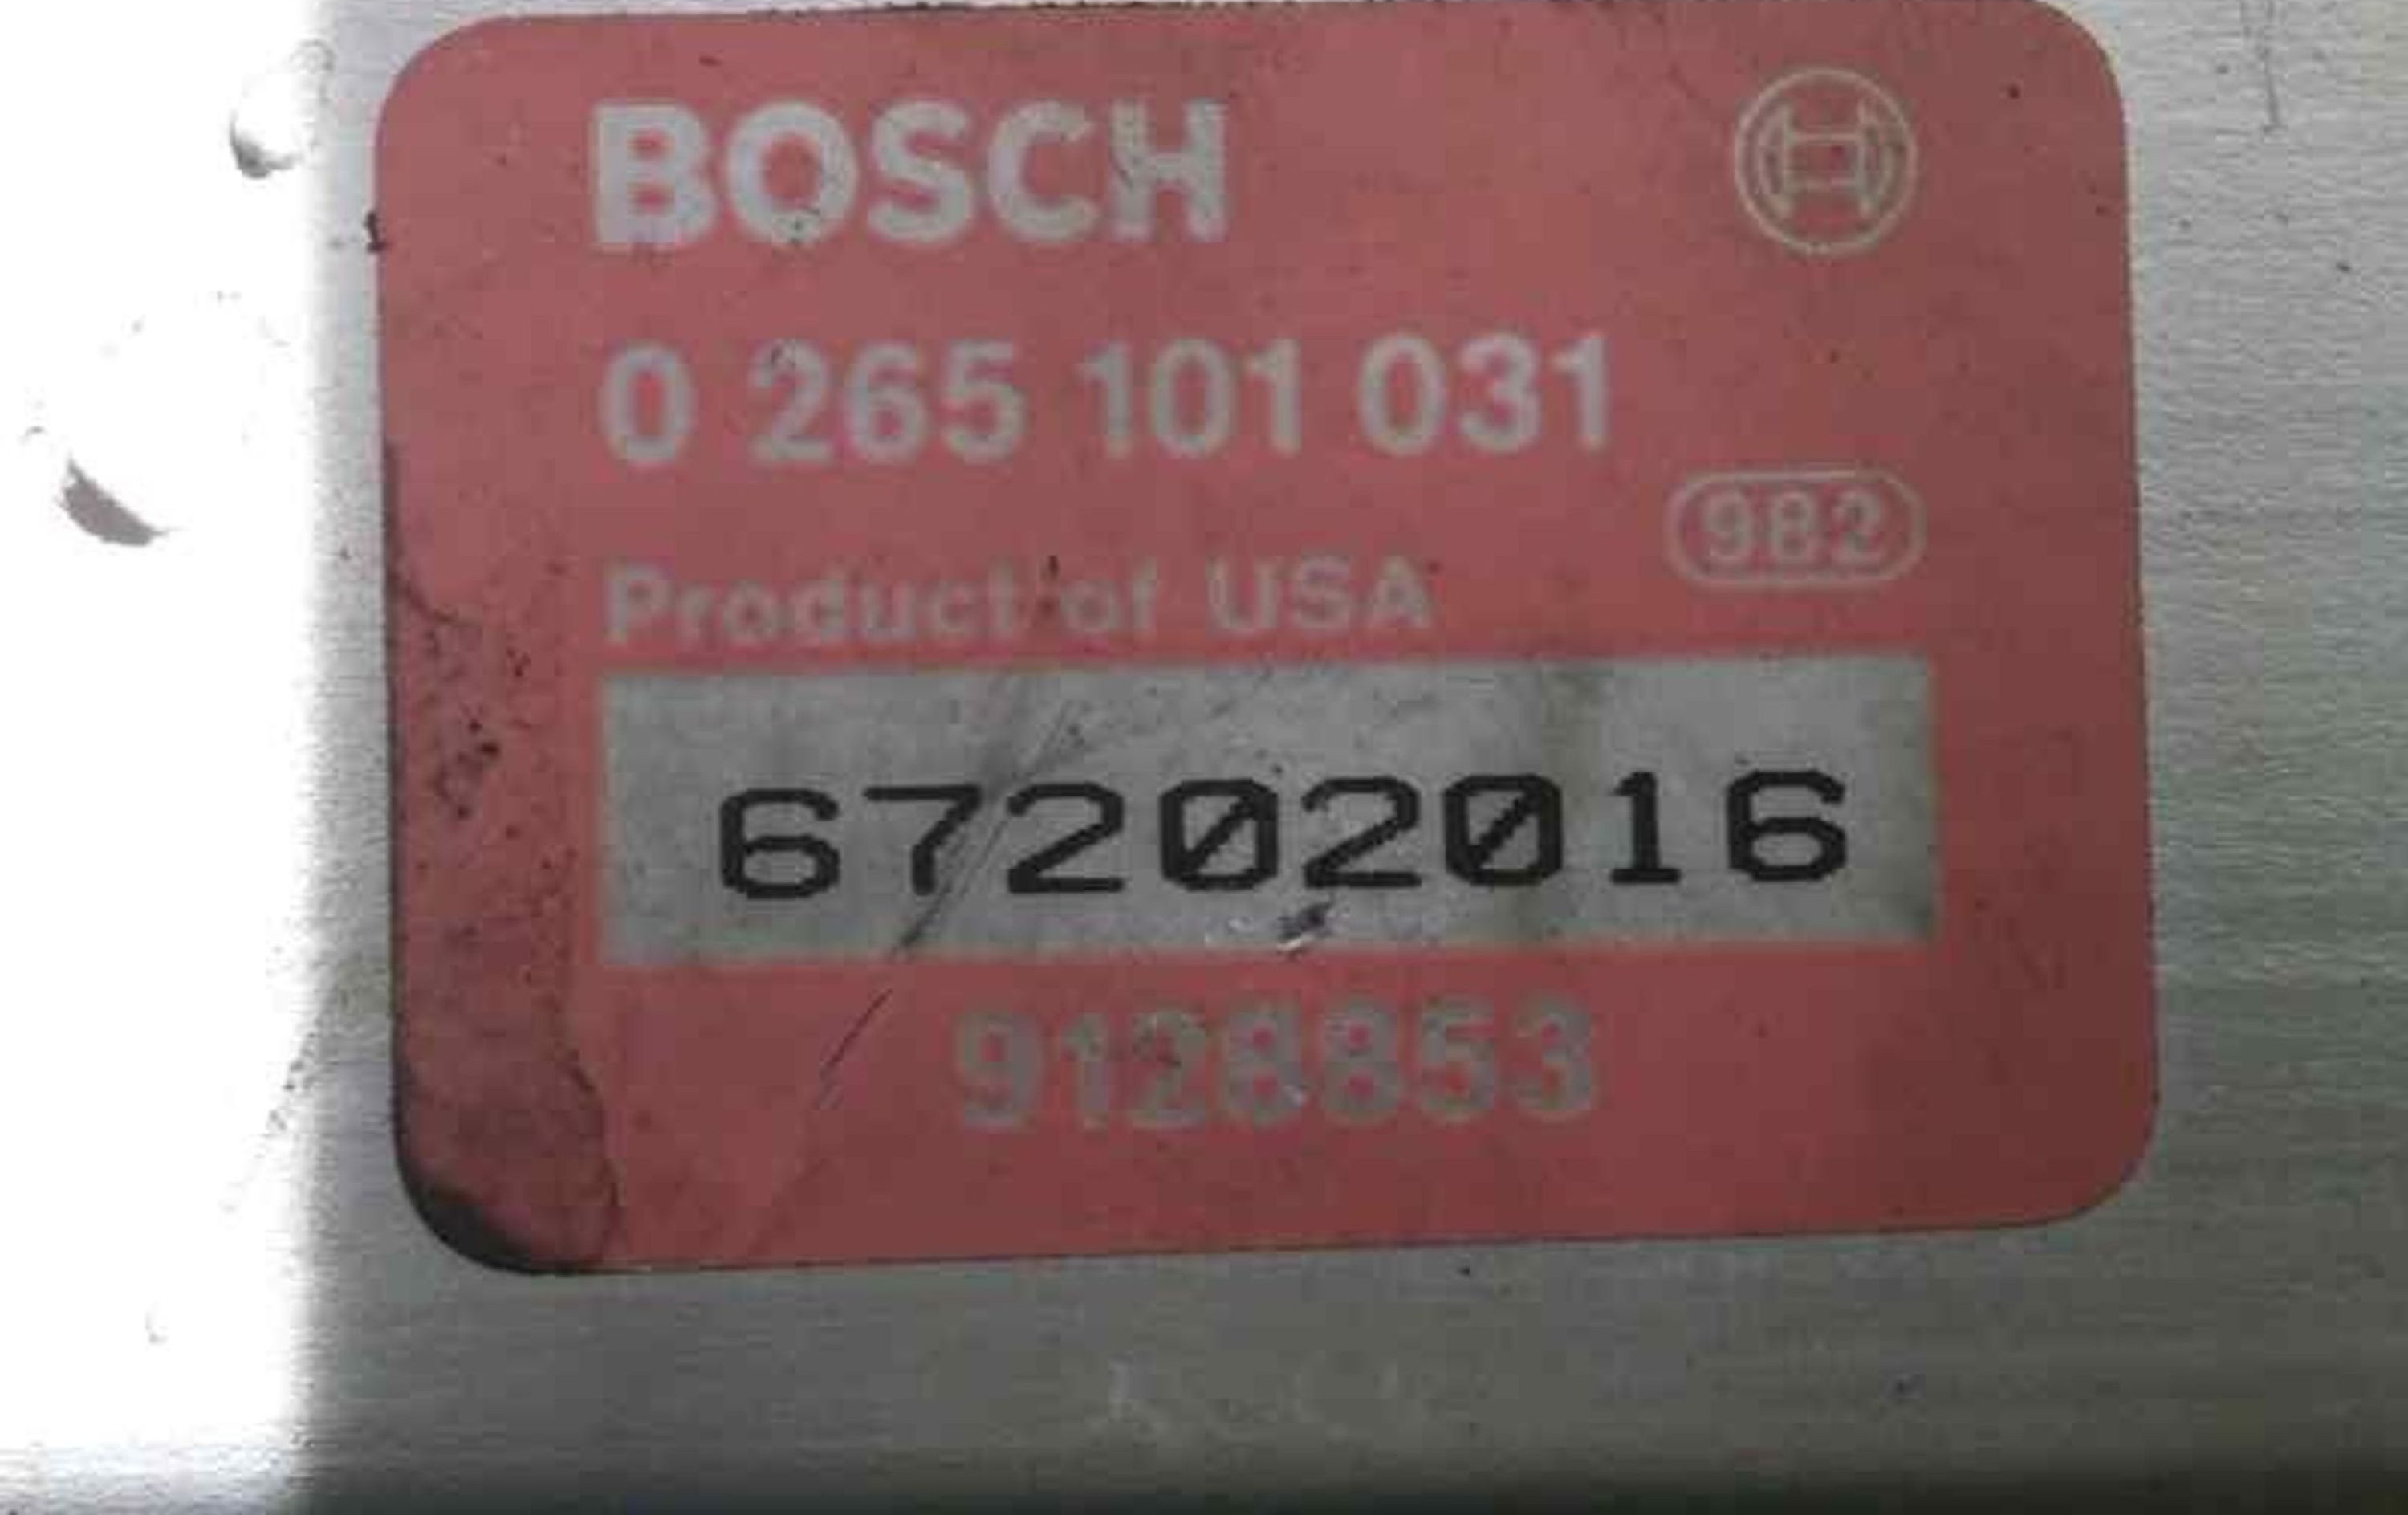 BOSCH
0 265 101 031
982
Product of USA
67202016
9128853